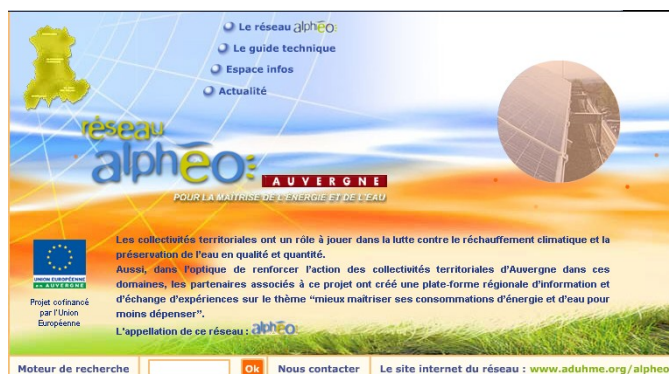 Le réseau alphéo:
Le guide technique
Espace infos
Actualité
réseau
alphéo:
L'AUVERGNE
POUR LA MAÎTRISE DE L'ENERGIE ET DE L'EAU
Les collectivités territoriales ont un rôle à jouer dans la lutte contre le réchauffement climatique et la
préservation de l'eau en qualité et quantité.
Aussi, dans l'optique de renforcer l'action des collectivités territoriales d'Auvergne dans ces
domaines, les partenaires associés à ce projet ont créé une plate-forme régionale d'information et
d'échange d'expériences sur le thème “mieux maîtriser ses consommations d'énergie et d'eau pour
moins dépenser”.
L'appellation de ce réseau : alphéo:
UNION EUROPÉENNE
EN AUVERGNE
Projet cofinancé
par l'Union
Européenne
Moteur de recherche Ok Nous contacter Le site internet du réseau : www.aduhme.org/alpheo